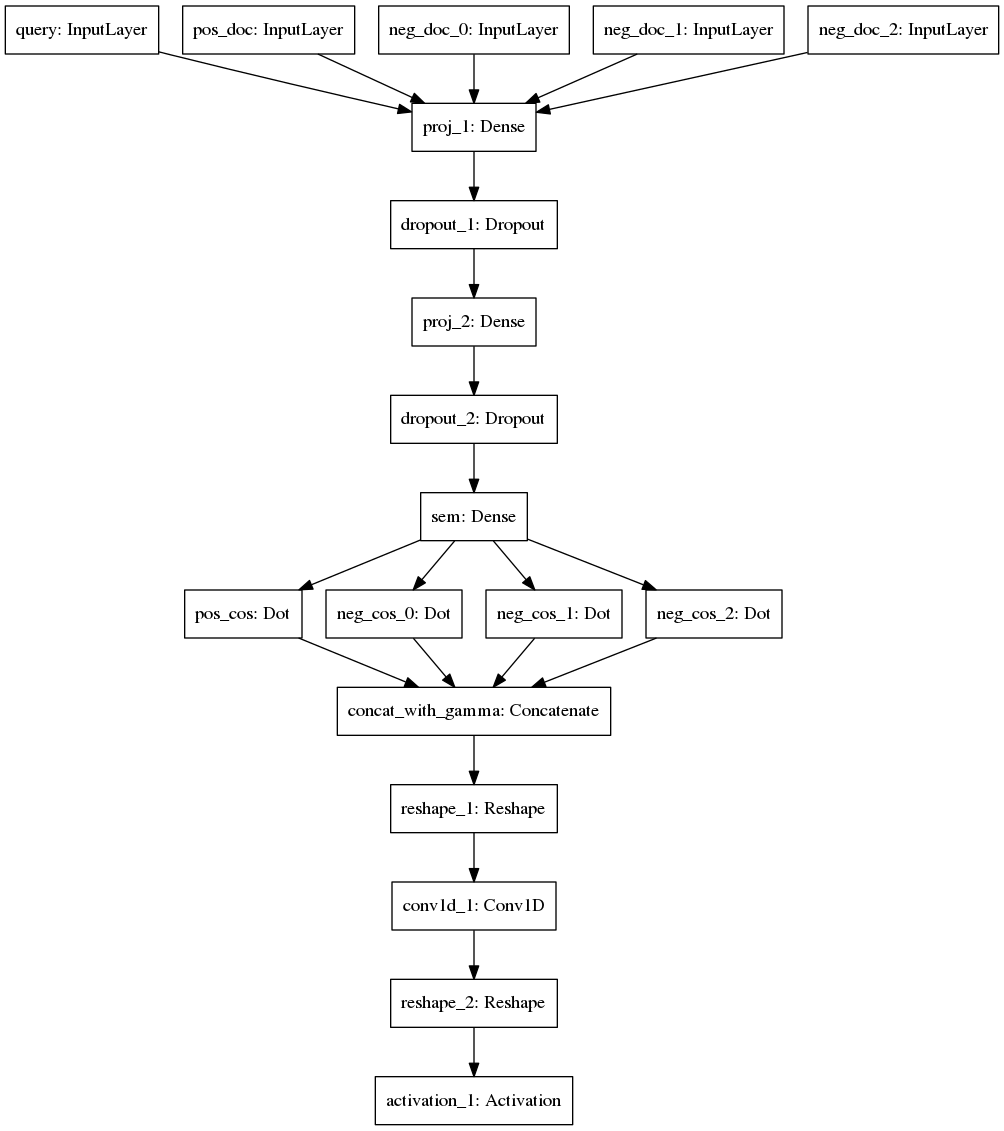 query: InputLayer
pos_doc: InputLayer
neg_doc_0: InputLayer
neg_doc_1: InputLayer
neg_doc_2: InputLayer
proj_1: Dense
dropout_1: Dropout
proj_2: Dense
dropout_2: Dropout
sem: Dense
pos_cos: Dot
neg_cos_0: Dot
neg_cos_1: Dot
neg_cos_2: Dot
concat_with_gamma: Concatenate
reshape_1: Reshape
conv1d_1: Conv1D
reshape_2: Reshape
activation_1: Activation